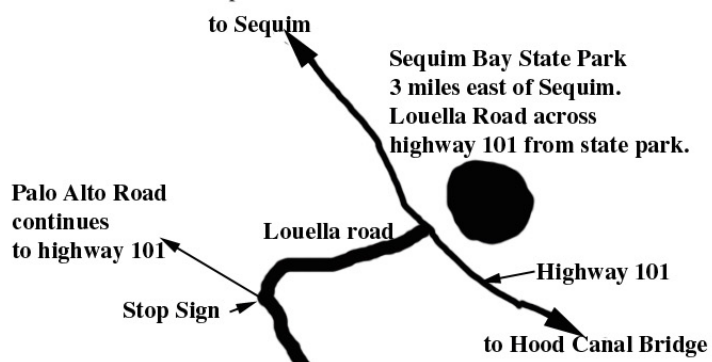 to Sequim
Sequim Bay State Park
3 miles east of Sequim.
Louella Road across
highway 101 from state park.
Palo Alto Road
continues
to highway 101
Louella road
Highway 101
Stop Sign
to Hood Canal Bridge